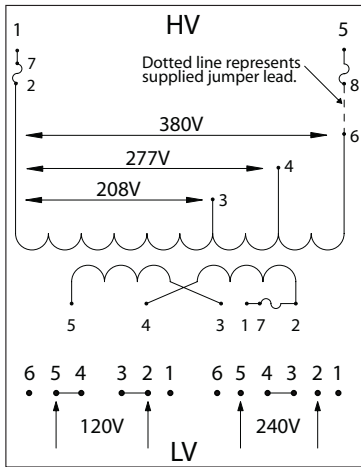 HV
1 5
7
2
8
Dotted line represents
supplied jumper lead.
6
380V
277V
4
208V
3
5 4 3 1 7 2
6 5 4 3 2 1 6 5 4 3 2 1
120V 240V
LV